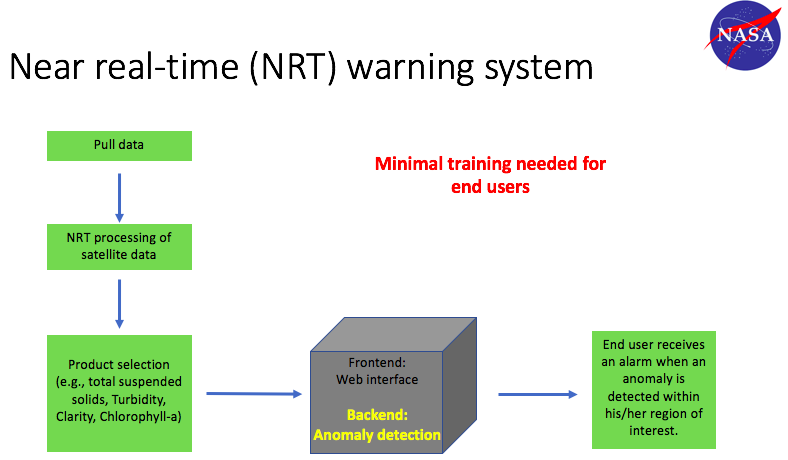 NASA
Near real-time (NRT) warning system
Pull data
Minimal training needed for
end users
NRT processing of
satellite data
Product selection
(e.g., total suspended
solids, Turbidity,
Clarity, Chlorophyll-a)
Frontend:
Web interface
Backend:
Anomaly detection
End user receives
an alarm when an
anomaly is
detected within
his/her region of
interest.